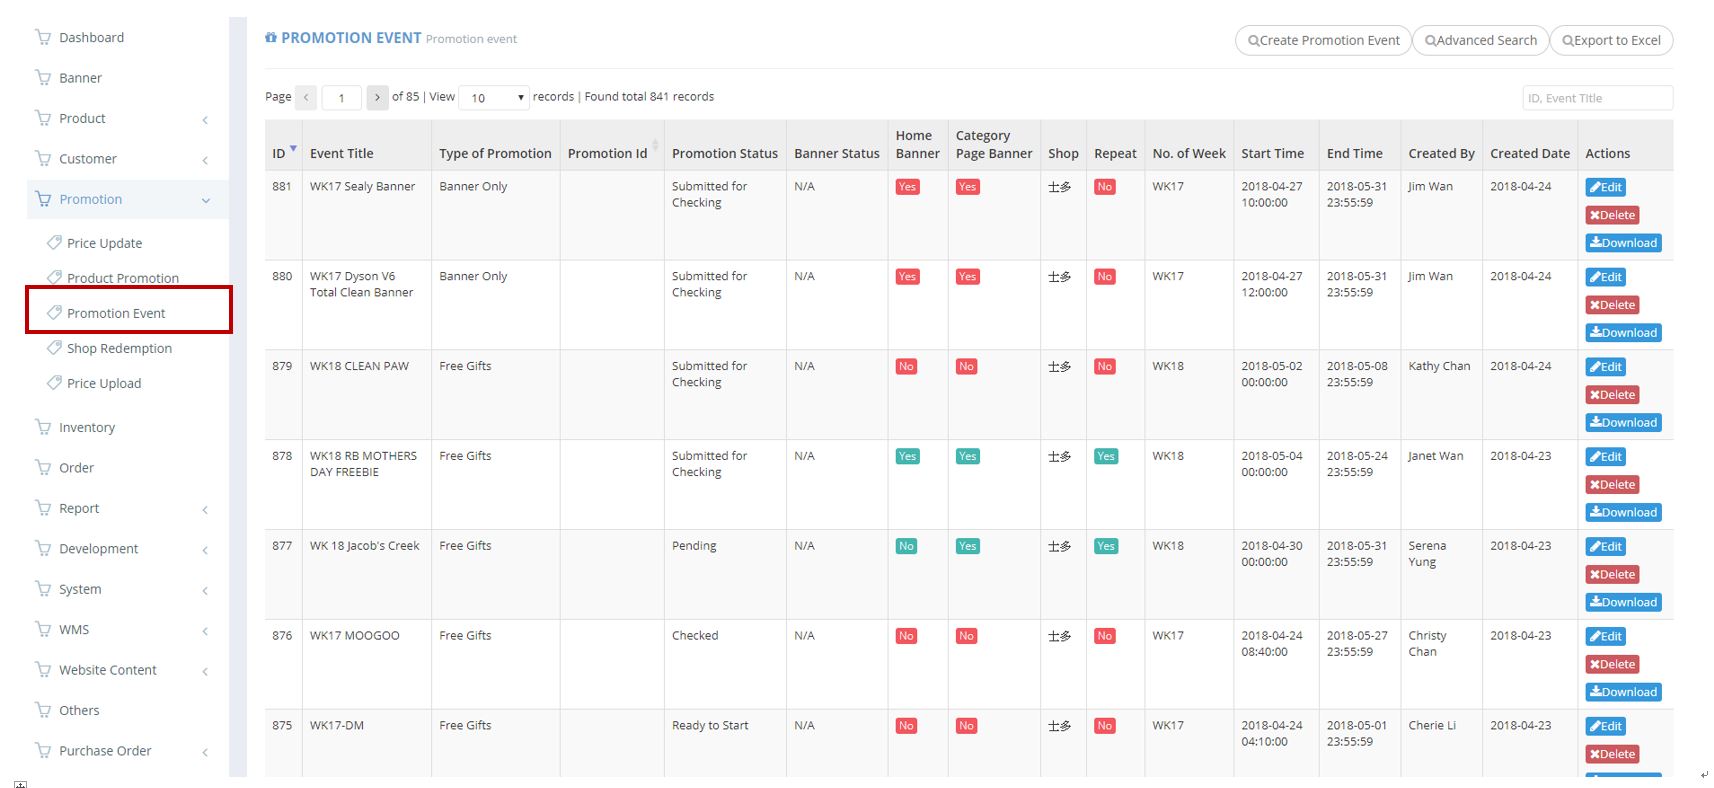 Dashboard
Banner
Product
Customer
Promotion
Price Update
Product Promotion
Promotion Event
Shop Redemption
Price Upload
Inventory
Order
Report
Development
System
WMS
Website Content
Others
Purchase Order
PROMOTION EVENT Promotion event
Create Promotion Event Advanced Search Export to Excel
Page 1 of 85 | View 10 records | Found total 841 records
ID, Event Title
ID Event Title Type of Promotion Promotion Id Promotion Status Banner Status Home Banner Category Page Banner Shop Repeat No. of Week Start Time End Time Created By Created Date Actions
881 WK17 Sealy Banner Banner Only Submitted for N/A Yes Yes 士多 No WK17 2018-04-27 2018-05-31 Jim Wan 2018-04-24 Edit
Checking 10:00:00 23:55:59
Delete
Download
880 WK17 Dyson V6 Banner Only Submitted for N/A Yes Yes 士多 No WK17 2018-04-27 2018-05-31 Jim Wan 2018-04-24 Edit
Total Clean Banner Checking 12:00:00 23:55:59
Delete
Download
879 WK18 CLEAN PAW Free Gifts Submitted for N/A No No 士多 No WK18 2018-05-02 2018-05-08 Kathy Chan 2018-04-24 Edit
Checking 00:00:00 23:55:59
Delete
Download
878 WK18 RB MOTHERS Free Gifts Submitted for N/A Yes Yes 士多 Yes WK18 2018-05-04 2018-05-24 Janet Wan 2018-04-23 Edit
DAY FREEBIE Checking 00:00:00 23:55:59
Delete
Download
877 WK 18 Jacob's Creek Free Gifts Pending N/A No Yes 士多 Yes WK18 2018-04-30 2018-05-31 Serena 2018-04-23 Edit
00:00:00 23:55:59 Yung
Delete
Download
876 WK17 MOOGOO Free Gifts Checked N/A No No 士多 No WK17 2018-04-24 2018-05-27 Christy 2018-04-23 Edit
08:40:00 23:55:59 Chan
Delete
Download
875 WK17-DM Free Gifts Ready to Start N/A No No 士多 No WK17 2018-04-24 2018-05-01 Cherie Li 2018-04-23 Edit
04:10:00 23:55:59
Delete